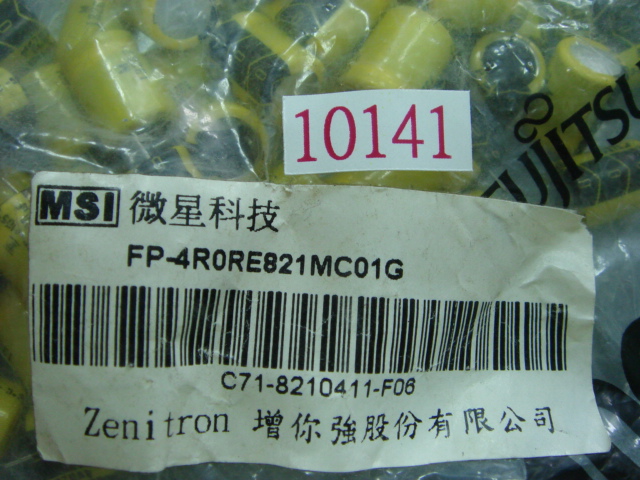 10141
FUJITSU
MSI 微星科技
FP-4R0RE821MC01G
C71-8210411-F06
Zenitron 增你強股份有限公司